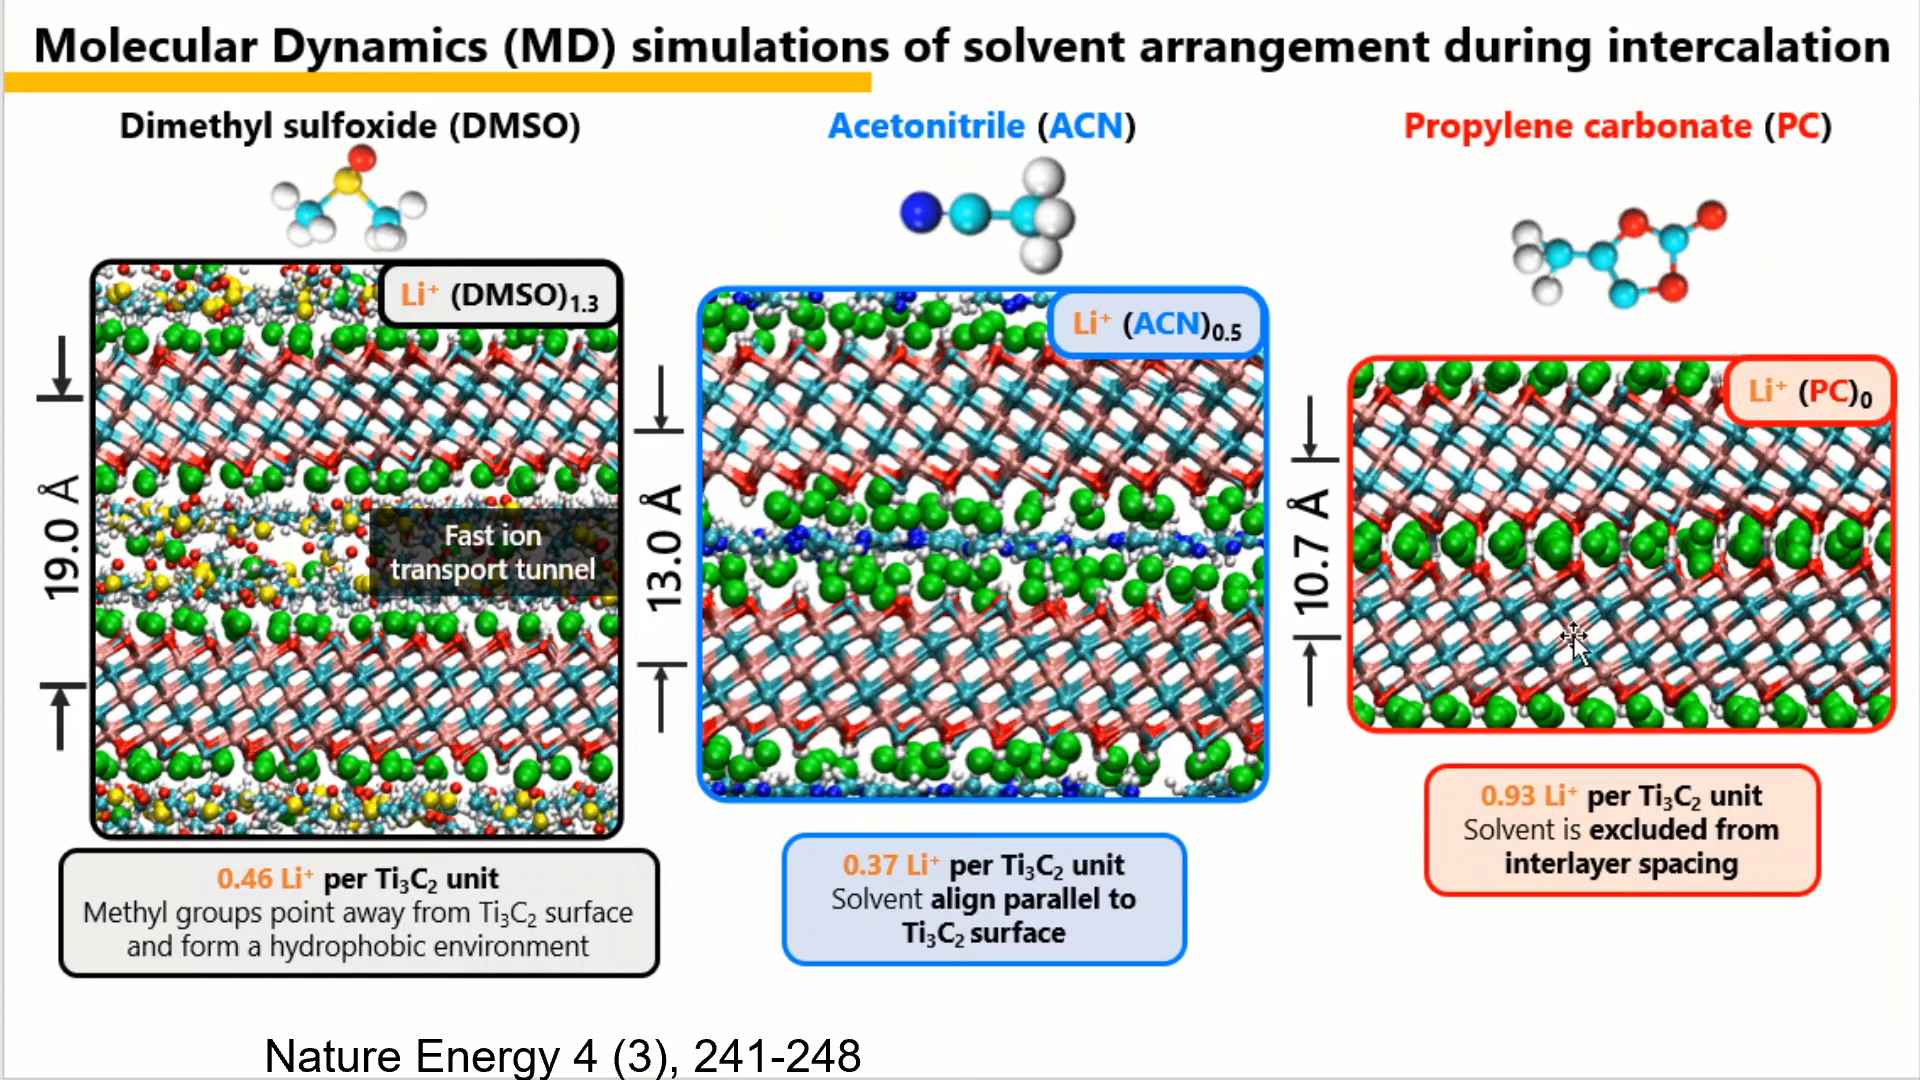 Molecular Dynamics (MD) simulations of solvent arrangement during intercalation
Dimethyl sulfoxide (DMSO)
Li⁺ (DMSO)₁.₃
19.0 Å
Fast ion
transport tunnel
0.46 Li⁺ per Ti₃C₂ unit
Methyl groups point away from Ti₃C₂ surface
and form a hydrophobic environment
Acetonitrile (ACN)
Li⁺ (ACN)₀.₅
13.0 Å
0.37 Li⁺ per Ti₃C₂ unit
Solvent align parallel to
Ti₃C₂ surface
Propylene carbonate (PC)
Li⁺ (PC)₀
10.7 Å
0.93 Li⁺ per Ti₃C₂ unit
Solvent is excluded from
interlayer spacing
Nature Energy 4 (3), 241-248